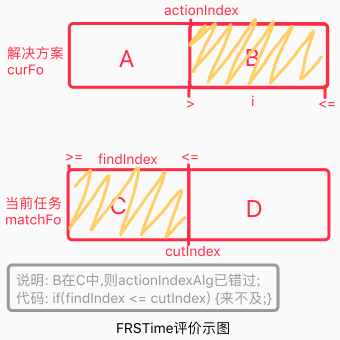 actionIndex
解决方案
curFo
A
B
>
i
<=
>=
findIndex
<=
当前任务
matchFo
C
D
cutIndex
说明: B在C中,则actionIndexAlg已错过;
代码: if(findIndex <= cutIndex) {来不及;}
FRSTime评价示图